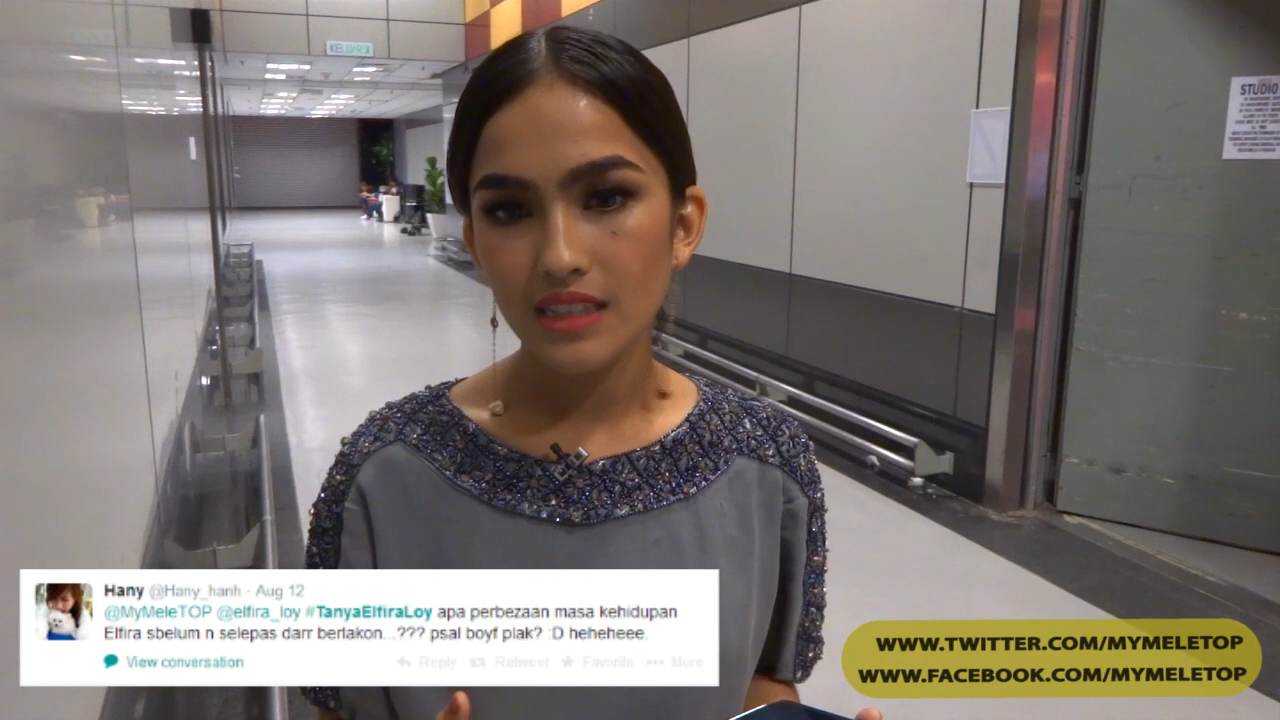 KELUAR
STUDIO
Hany @Hany_hanh · Aug 12
@MyMeleTOP @elfira_loy #TanyaElfiraLoy apa perbezaan masa kehidupan
Elfira sbelum n selepas darr berlakon...??? psal boyf plak? :D heheheee.
View conversation Reply Retweet Favorite More
WWW.TWITTER.COM/MYMELETOP
WWW.FACEBOOK.COM/MYMELETOP